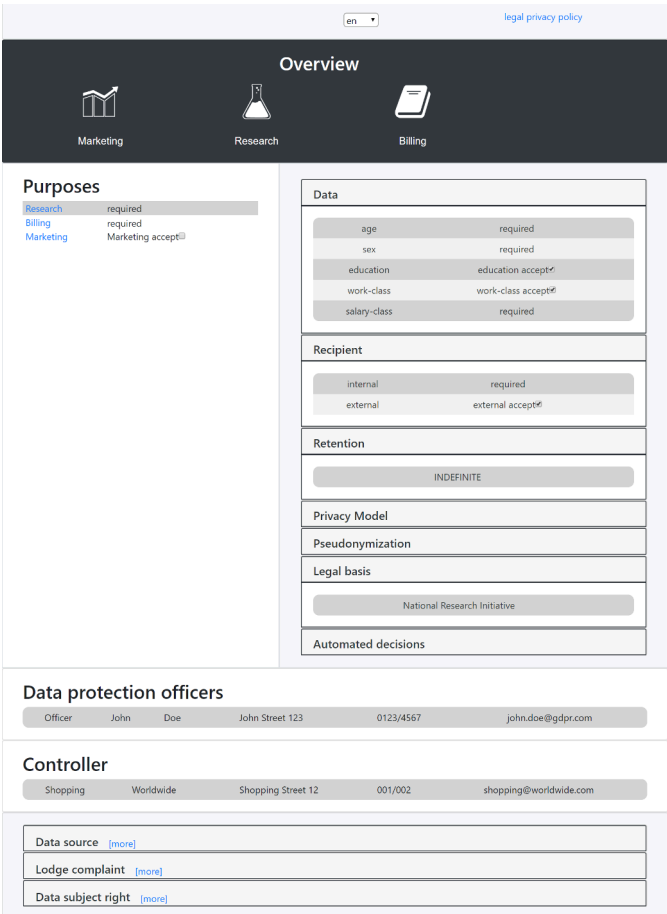 en
legal privacy policy
Overview
Marketing
Research
Billing
Purposes
Research required
Billing required
Marketing Marketing accept
Data
age required
sex required
education education accept
work-class work-class accept
salary-class required
Recipient
internal required
external external accept
Retention
INDEFINITE
Privacy Model
Pseudonymization
Legal basis
National Research Initiative
Automated decisions
Data protection officers
Officer John Doe John Street 123 0123/4567 john.doe@gdpr.com
Controller
Shopping Worldwide Shopping Street 12 001/002 shopping@worldwide.com
Data source [more]
Lodge complaint [more]
Data subject right [more]